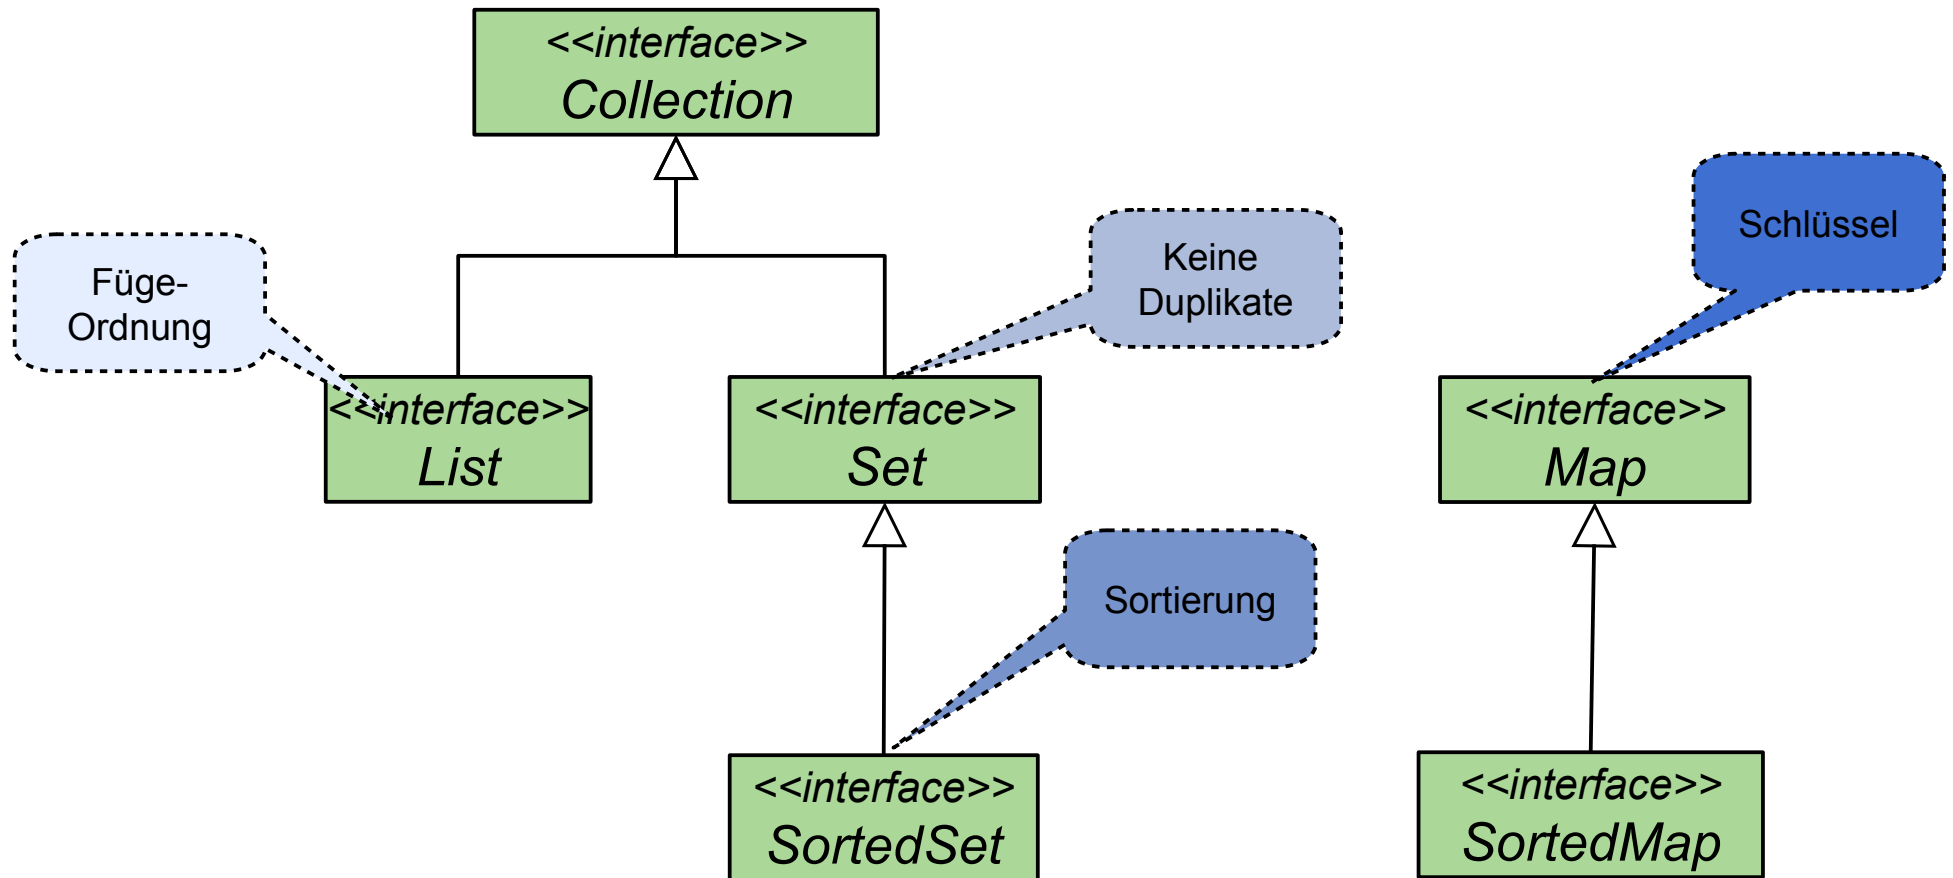 <<interface>>
Collection
Füge-
Ordnung
Keine
Duplikate
Schlüssel
<<interface>>
List
<<interface>>
Set
<<interface>>
Map
Sortierung
<<interface>>
SortedSet
<<interface>>
SortedMap